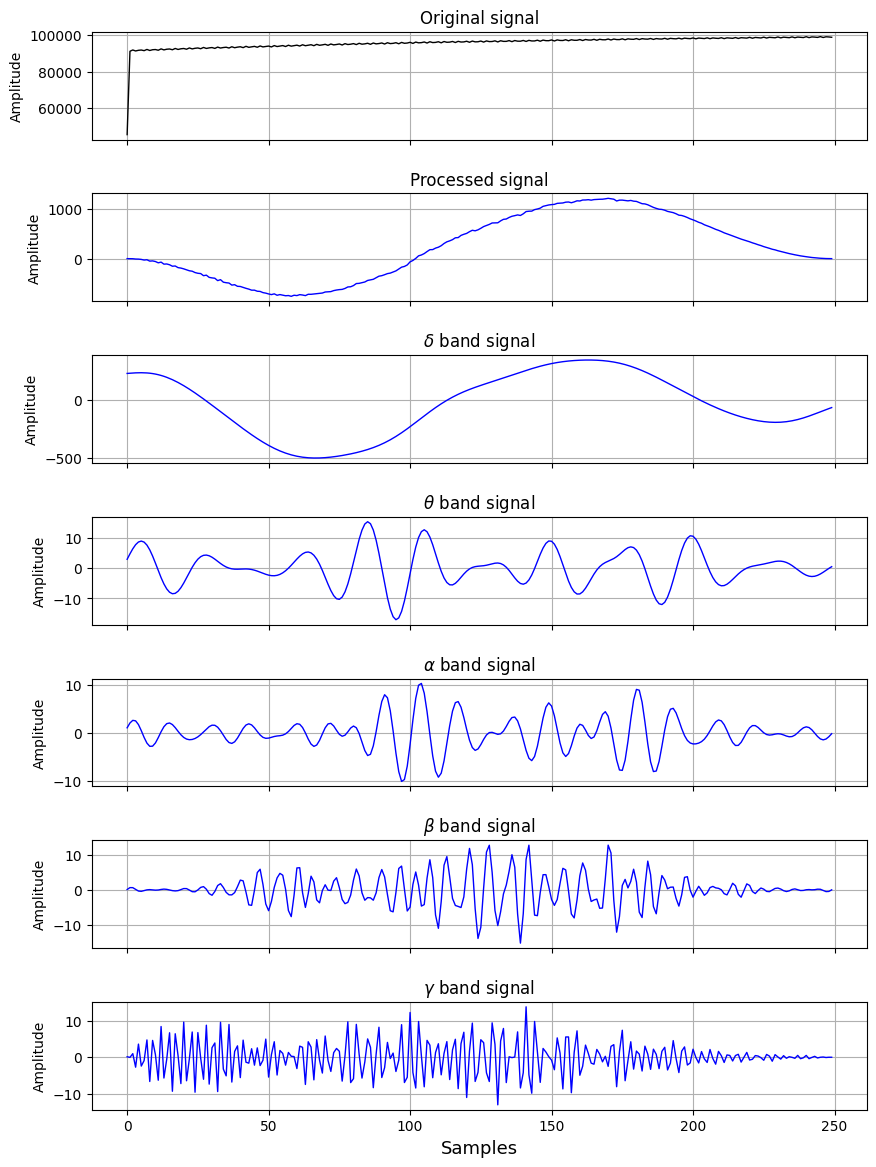 Original signal
100000
80000
60000
Amplitude
Processed signal
1000
0
Amplitude
δ band signal
0
−500
Amplitude
θ band signal
10
0
−10
Amplitude
α band signal
10
0
−10
Amplitude
β band signal
10
0
−10
Amplitude
γ band signal
10
0
−10
Amplitude
0 50 100 150 200 250
Samples